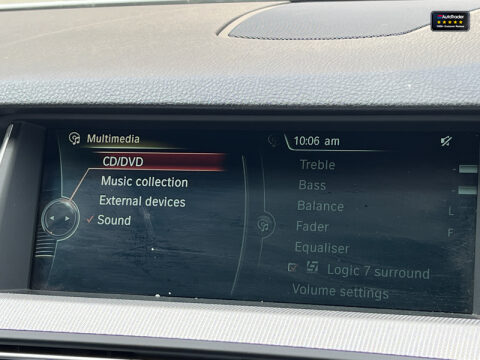 AutoTrader
Multimedia
10:06 am
CD/DVD
Music collection
External devices
Sound
Treble
Bass
Balance
L
Fader
F
Equaliser
Logic 7 surround
Volume settings